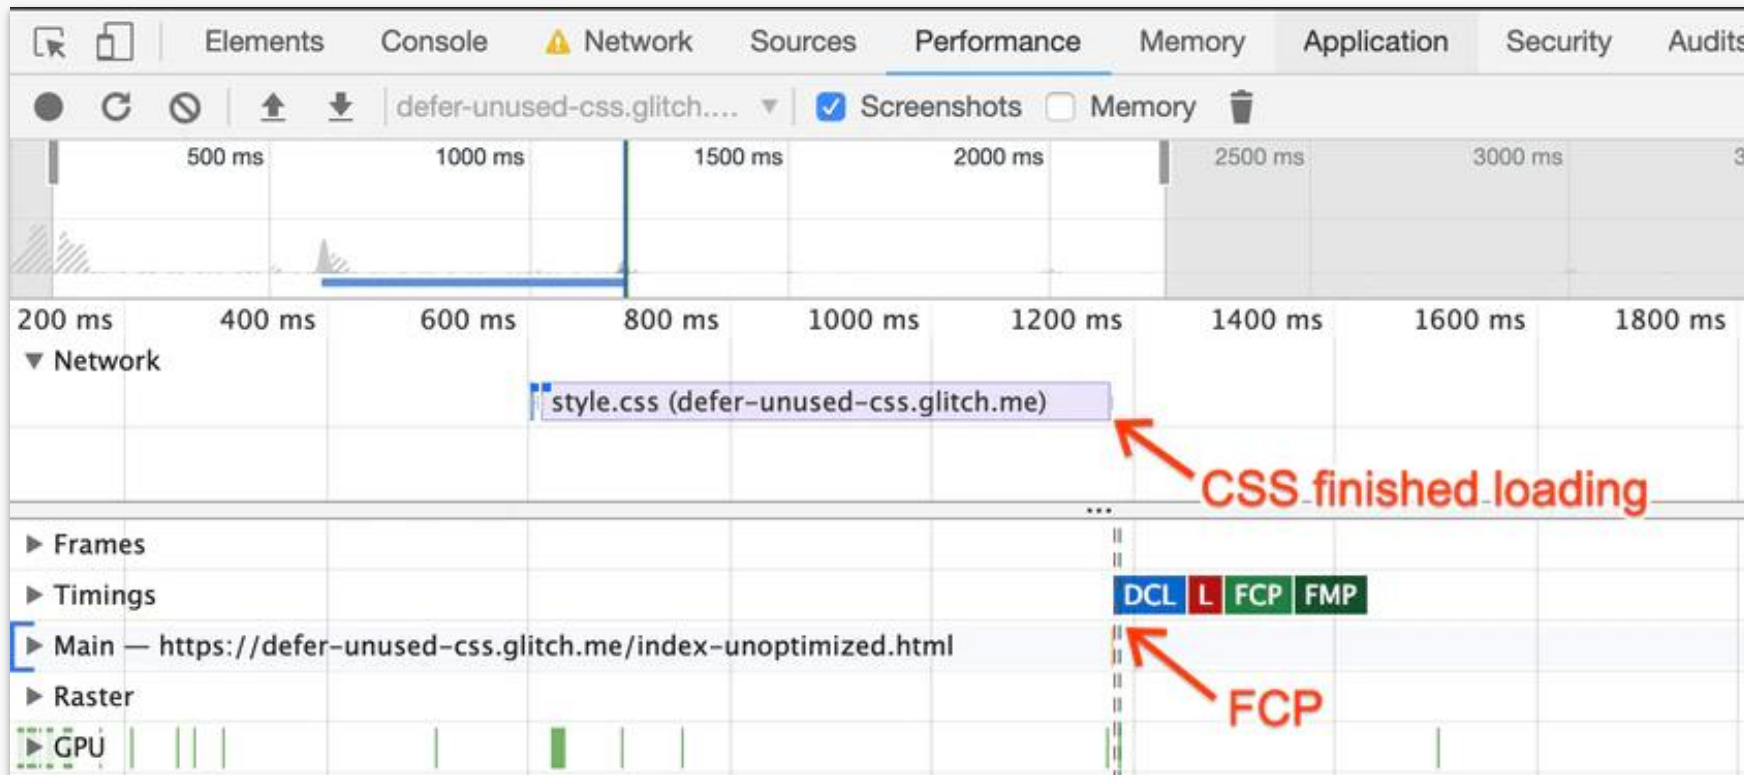 Elements Console Network Sources Performance Memory Application Security Audits
defer-unused-css.glitch.... Screenshots Memory
500 ms 1000 ms 1500 ms 2000 ms 2500 ms 3000 ms 3
200 ms 400 ms 600 ms 800 ms 1000 ms 1200 ms 1400 ms 1600 ms 1800 ms
Network
style.css (defer-unused-css.glitch.me)
CSS finished loading
...
Frames
Timings DCL L FCP FMP
Main — https://defer-unused-css.glitch.me/index-unoptimized.html
Raster
FCP
GPU